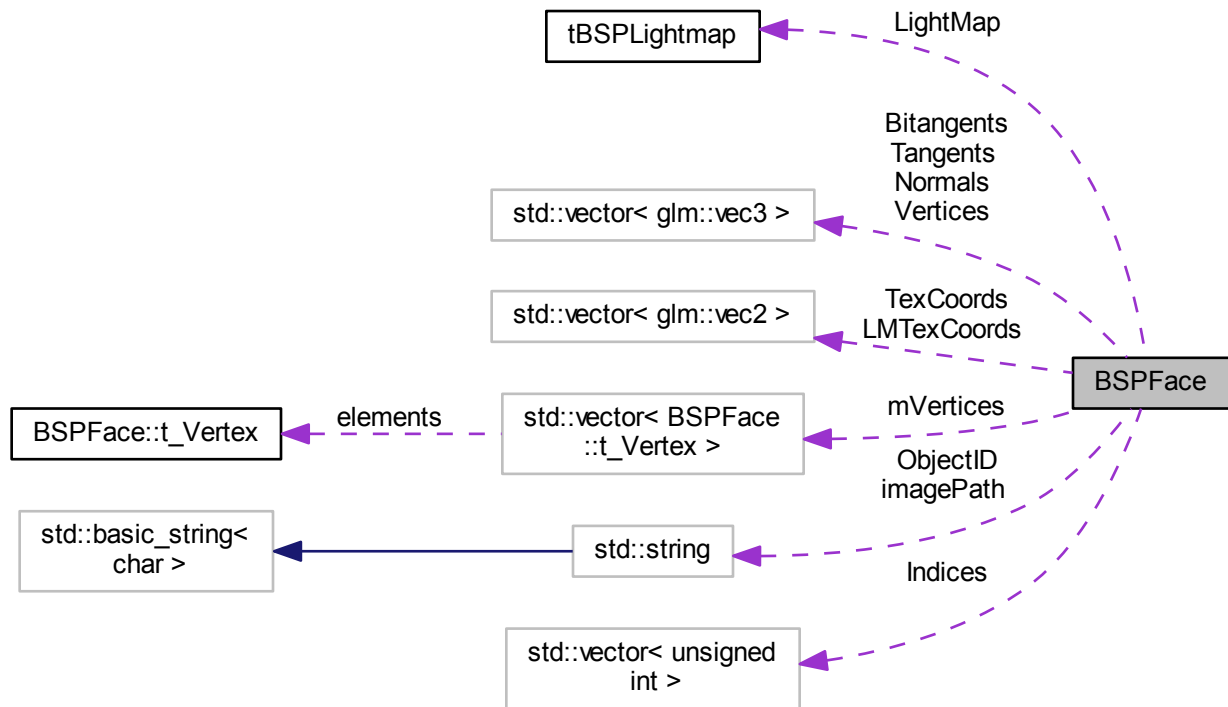 LightMap
tBSPLightmap
Bitangents
Tangents
Normals
Vertices
std::vector< glm::vec3 >
TexCoords
LMTexCoords
std::vector< glm::vec2 >
BSPFace
mVertices
std::vector< BSPFace
::t_Vertex >
elements
BSPFace::t_Vertex
ObjectID
imagePath
std::string
std::basic_string<
char >
Indices
std::vector< unsigned
int >